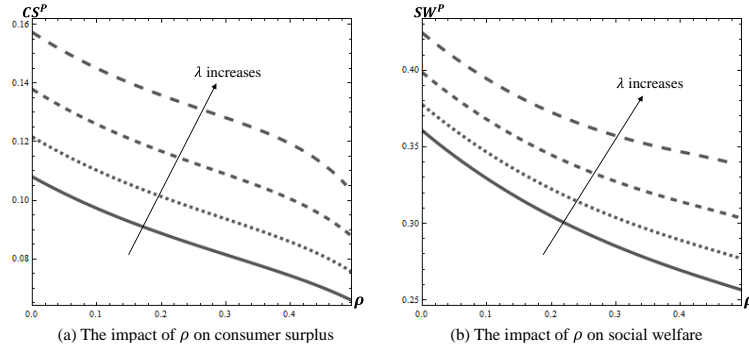 CS^P
0.16
0.14
0.12
0.10
0.08
0.0 0.1 0.2 0.3 0.4
ρ
λ increases
(a) The impact of ρ on consumer surplus
SW^P
0.40
0.35
0.30
0.25
0.0 0.1 0.2 0.3 0.4
ρ
λ increases
(b) The impact of ρ on social welfare